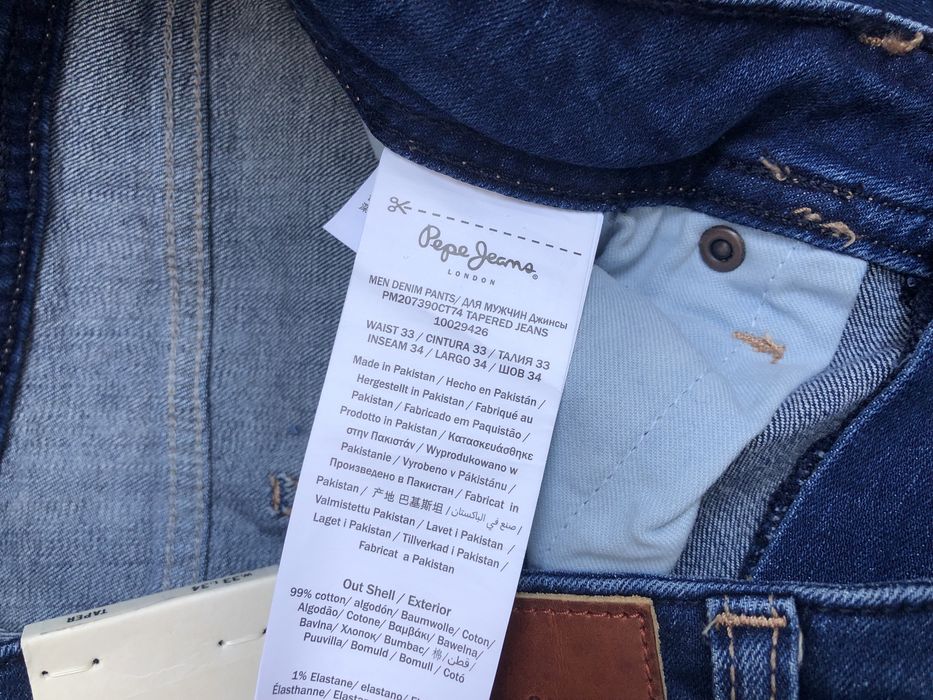 Pepe Jeans®
LONDON
MEN DENIM PANTS/ ДЛЯ МУЖЧИН Джинсы
PM207390CT74 TAPERED JEANS
10029426
WAIST 33 / CINTURA 33 / ТАЛИЯ 33
INSEAM 34 / LARGO 34 / ШОВ 34
Made in Pakistan / Hecho en Pakistán /
Hergestellt in Pakistan / Fabriqué au
Pakistan / Fabricado em Paquistão /
Prodotto in Pakistan / Κατασκευάσθηκε
στην Πακιστάν / Wyprodukowano w
Pakistanie / Vyrobeno v Pákistánu /
Произведено в Пакистан / Fabricat in
Pakistan / 产地 巴基斯坦 / صنع في الباكستان /
Valmistettu Pakistan / Lavet i Pakistan /
Laget i Pakistan / Tillverkad i Pakistan /
Fabricat a Pakistan
Out Shell / Exterior
99% cotton/ algodón/ Baumwolle/ Coton/
Algodão/ Cotone/ Βαμβάκι/ Bawelna/
Bavlna/ Хлопок/ Bumbac/ 棉/ قطن/
Puuvilla/ Bomuld/ Bomull/ Cotó
1% Elastane/ elastano/
Élasthanne/
W.33 L.34
TAPER